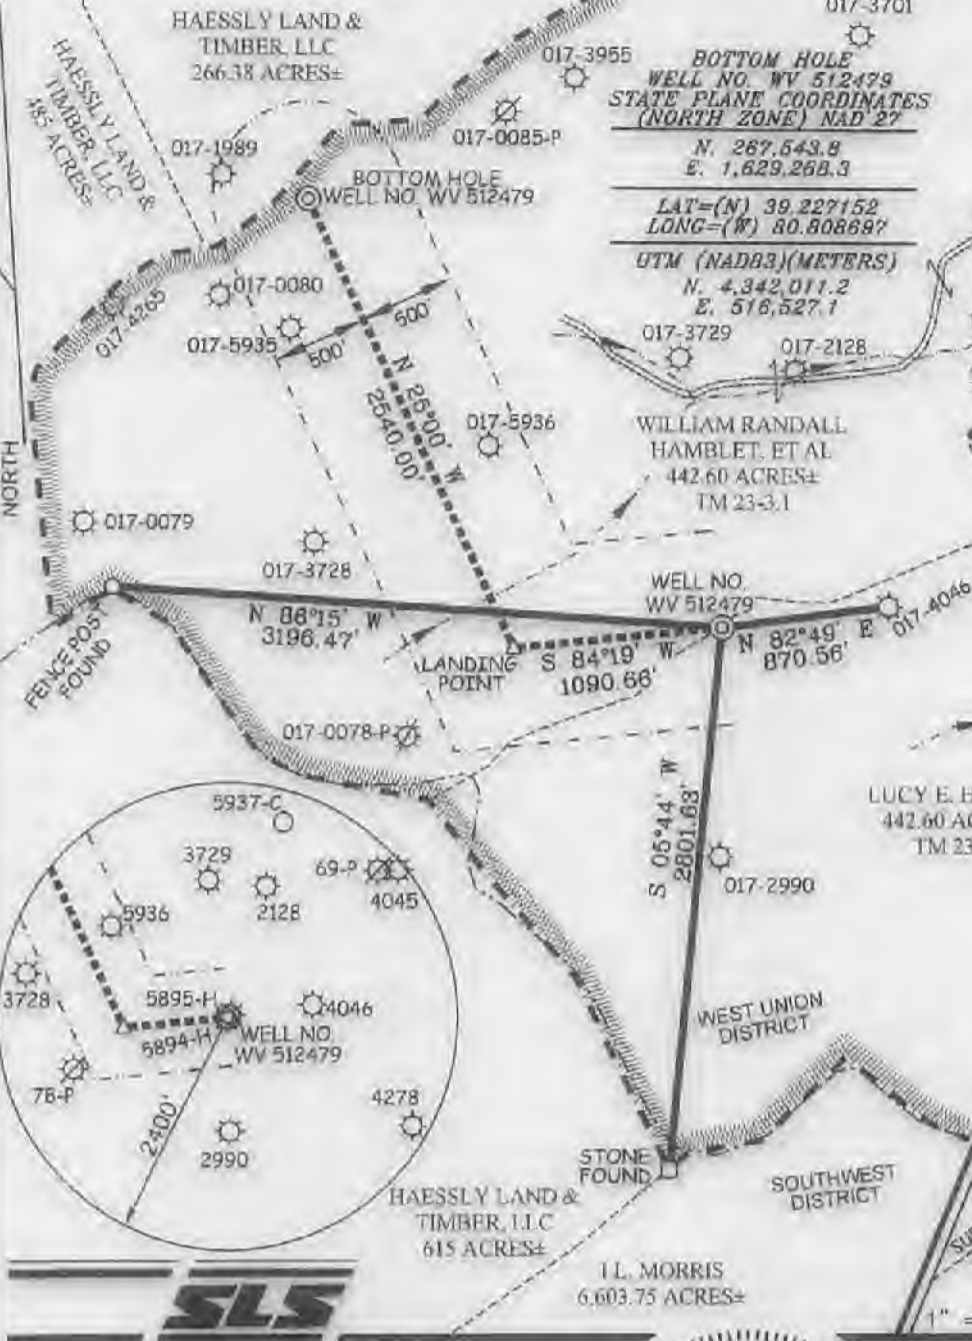 HAESSLY LAND &
TIMBER, LLC
266.38 ACRES±
HAESSLY LAND &
TIMBER, LLC
485 ACRES±
017-3701
017-3955
017-0085-P
017-1989
BOTTOM HOLE
WELL NO. WV 512479
STATE PLANE COORDINATES
(NORTH ZONE) NAD 27
N. 267,543.8
E. 1,629,268.3
LAT=(N) 39.227152
LONG=(W) 80.808697
UTM (NAD83)(METERS)
N. 4,342,011.2
E. 516,527.1
BOTTOM HOLE
WELL NO. WV 512479
017-0080
017-4265
017-5935
500'
500'
017-3729
017-2128
N 25°00' W
2540.00'
017-5936
WILLIAM RANDALL
HAMBLET, ET AL
442.60 ACRES±
TM 23-3.1
NORTH
017-0079
017-3728
WELL NO.
WV 512479
017-4046
N 86°15' W
3196.47'
FENCE POST
FOUND
LANDING
POINT
S 84°19' W
1090.66'
N 82°49' E
870.56'
017-0078-P
S 05°44' W
2801.63'
LUCY E. H
442.60 AC
TM 23
017-2990
5937-C
3729
69-P
2128
4045
5936
3728
5895-H
4046
5894-H
WELL NO.
WV 512479
78-P
2400'
4278
2990
WEST UNION
DISTRICT
STONE
FOUND
SOUTHWEST
DISTRICT
HAESSLY LAND &
TIMBER, LLC
615 ACRES±
I L. MORRIS
6,603.75 ACRES±
SU
SLS
1" =